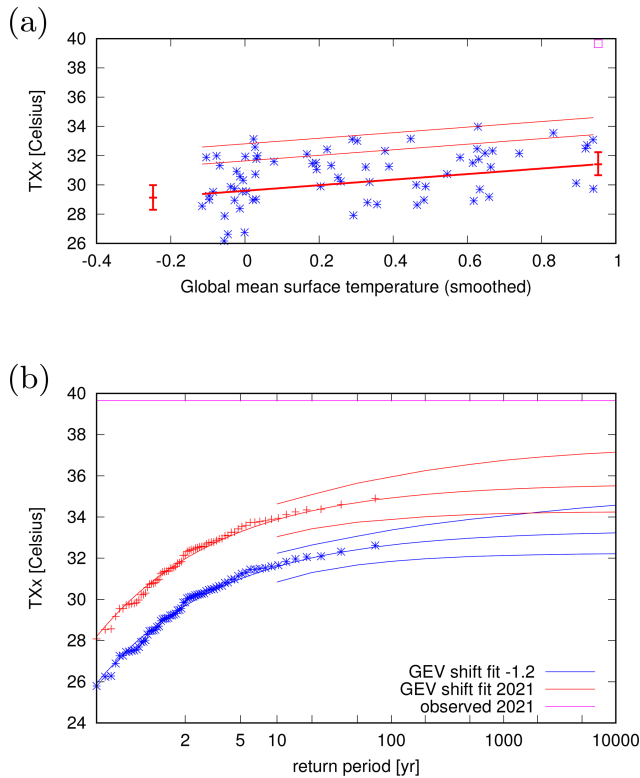 (a)
40
38
36
34
32
30
28
26
TXx [Celsius]
-0.4 -0.2 0 0.2 0.4 0.6 0.8 1
Global mean surface temperature (smoothed)
(b)
40
38
36
34
32
30
28
26
24
TXx [Celsius]
GEV shift fit -1.2
GEV shift fit 2021
observed 2021
2 5 10 100 1000 10000
return period [yr]